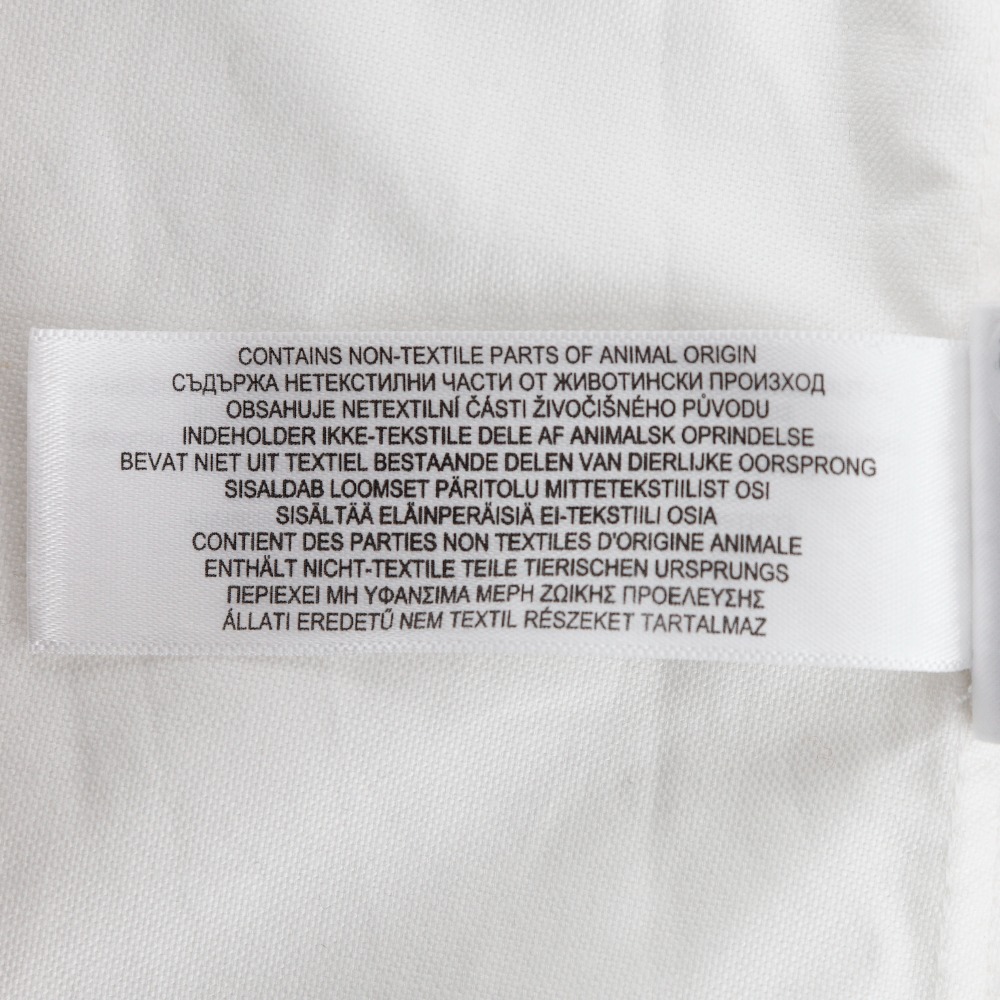 CONTAINS NON-TEXTILE PARTS OF ANIMAL ORIGIN
СЪДЪРЖА НЕТЕКСТИЛНИ ЧАСТИ ОТ ЖИВОТИНСКИ ПРОИЗХОД
OBSAHUJE NETEXTILNÍ ČÁSTI ŽIVOČIŠNÉHO PŮVODU
INDEHOLDER IKKE-TEKSTILE DELE AF ANIMALSK OPRINDELSE
BEVAT NIET UIT TEXTIEL BESTAANDE DELEN VAN DIERLIJKE OORSPRONG
SISALDAB LOOMSET PÄRITOLU MITTETEKSTIILIST OSI
SISÄLTÄÄ ELÄINPERÄISIÄ EI-TEKSTIILI OSIA
CONTIENT DES PARTIES NON TEXTILES D'ORIGINE ANIMALE
ENTHÄLT NICHT-TEXTILE TEILE TIERISCHEN URSPRUNGS
ΠΕΡΙΕΧΕΙ ΜΗ ΥΦΑΝΣΙΜΑ ΜΕΡΗ ΖΩΙΚΗΣ ΠΡΟΕΛΕΥΣΗΣ
ÁLLATI EREDETŰ NEM TEXTIL RÉSZEKET TARTALMAZ